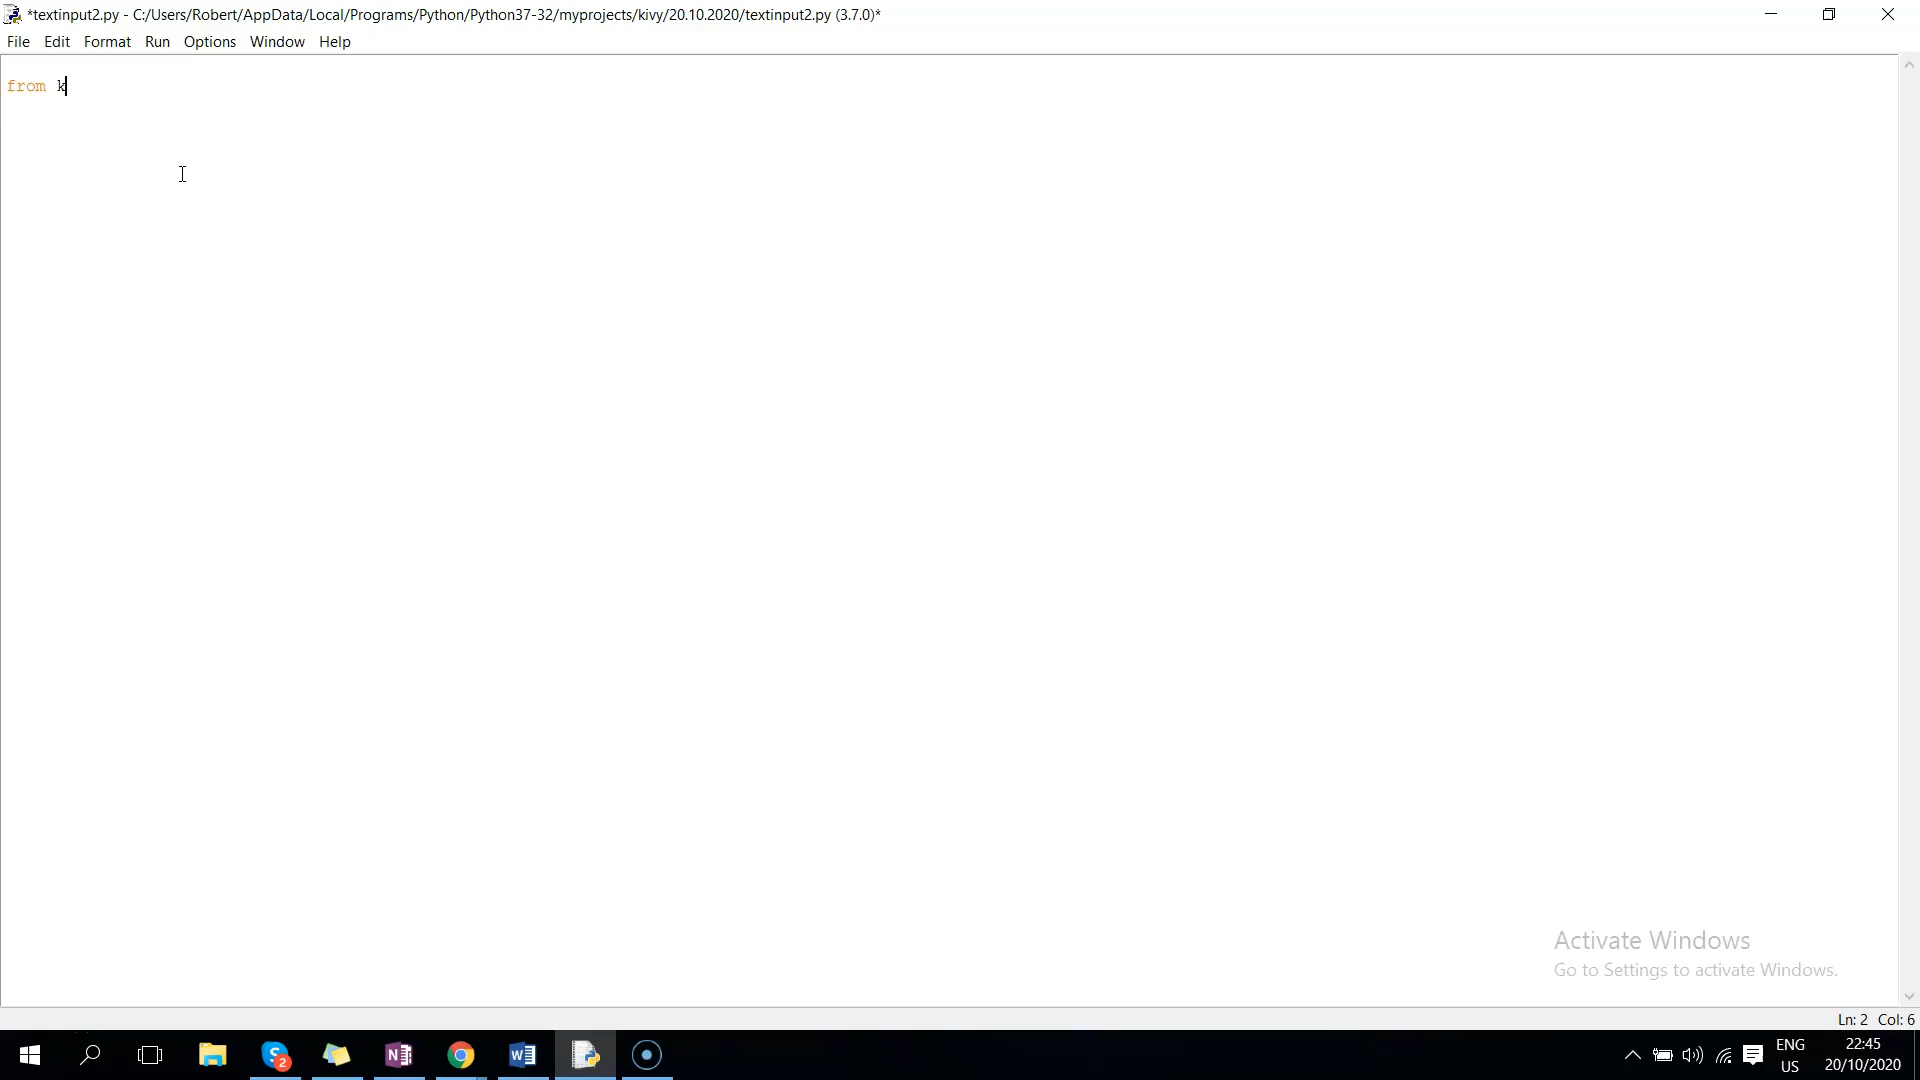 *textinput2.py - C:/Users/Robert/AppData/Local/Programs/Python/Python37-32/myprojects/kivy/20.10.2020/textinput2.py (3.7.0)*
File Edit Format Run Options Window Help
from k
Activate Windows
Go to Settings to activate Windows.
Ln: 2 Col: 6
ENG
US
22:45
20/10/2020